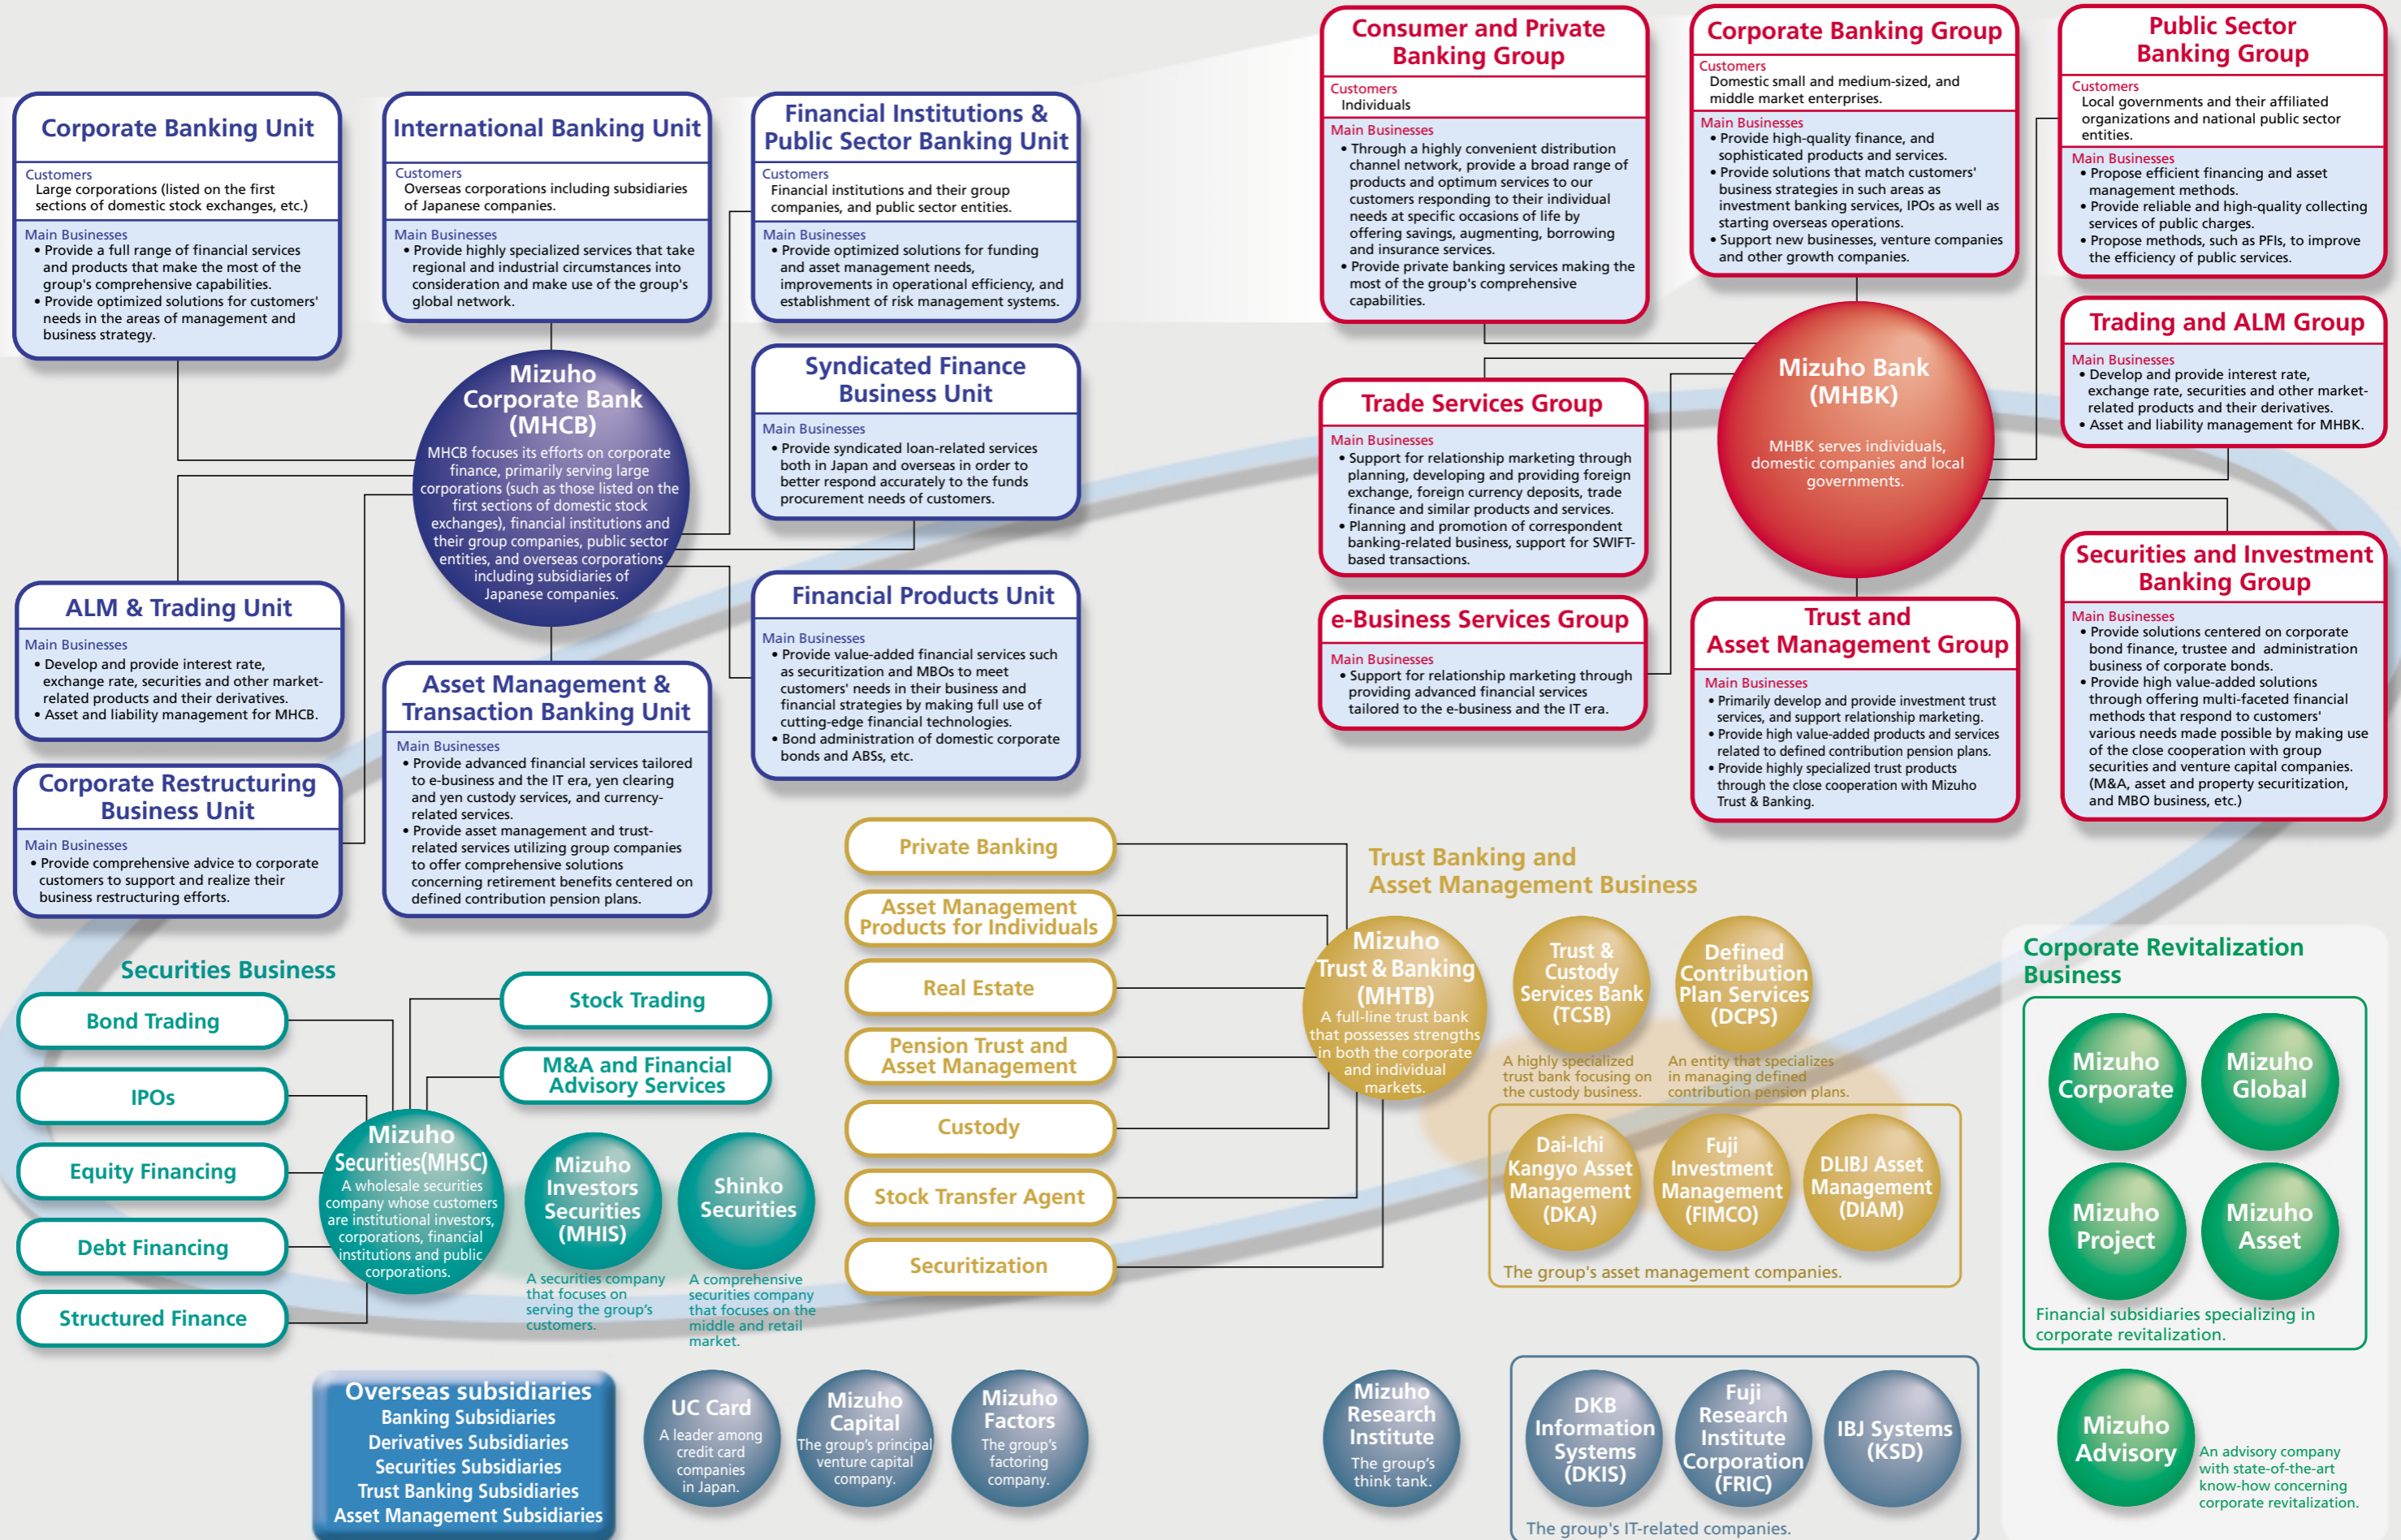 Corporate Banking Unit
Customers
Large corporations (listed on the first
sections of domestic stock exchanges, etc.)
Main Businesses
• Provide a full range of financial services
and products that make the most of the
group's comprehensive capabilities.
• Provide optimized solutions for customers'
needs in the areas of management and
business strategy.
International Banking Unit
Customers
Overseas corporations including subsidiaries
of Japanese companies.
Main Businesses
• Provide highly specialized services that take
regional and industrial circumstances into
consideration and make use of the group's
global network.
Financial Institutions &
Public Sector Banking Unit
Customers
Financial institutions and their group
companies, and public sector entities.
Main Businesses
• Provide optimized solutions for funding
and asset management needs,
improvements in operational efficiency, and
establishment of risk management systems.
Mizuho
Corporate Bank
(MHCB)
MHCB focuses its efforts on corporate
finance, primarily serving large
corporations (such as those listed on the
first sections of domestic stock
exchanges), financial institutions and
their group companies, public sector
entities, and overseas corporations
including subsidiaries of
Japanese companies.
Syndicated Finance
Business Unit
Main Businesses
• Provide syndicated loan-related services
both in Japan and overseas in order to
better respond accurately to the funds
procurement needs of customers.
ALM & Trading Unit
Main Businesses
• Develop and provide interest rate,
exchange rate, securities and other market-
related products and their derivatives.
• Asset and liability management for MHCB.
Corporate Restructuring
Business Unit
Main Businesses
• Provide comprehensive advice to corporate
customers to support and realize their
business restructuring efforts.
Asset Management &
Transaction Banking Unit
Main Businesses
• Provide advanced financial services tailored
to e-business and the IT era, yen clearing
and yen custody services, and currency-
related services.
• Provide asset management and trust-
related services utilizing group companies
to offer comprehensive solutions
concerning retirement benefits centered on
defined contribution pension plans.
Financial Products Unit
Main Businesses
• Provide value-added financial services such
as securitization and MBOs to meet
customers' needs in their business and
financial strategies by making full use of
cutting-edge financial technologies.
• Bond administration of domestic corporate
bonds and ABSs, etc.
Consumer and Private
Banking Group
Customers
Individuals
Main Businesses
• Through a highly convenient distribution
channel network, provide a broad range of
products and optimum services to our
customers responding to their individual
needs at specific occasions of life by
offering savings, augmenting, borrowing
and insurance services.
• Provide private banking services making the
most of the group's comprehensive
capabilities.
Corporate Banking Group
Customers
Domestic small and medium-sized, and
middle market enterprises.
Main Businesses
• Provide high-quality finance, and
sophisticated products and services.
• Provide solutions that match customers'
business strategies in such areas as
investment banking services, IPOs as well as
starting overseas operations.
• Support new businesses, venture companies
and other growth companies.
Public Sector
Banking Group
Customers
Local governments and their affiliated
organizations and national public sector
entities.
Main Businesses
• Propose efficient financing and asset
management methods.
• Provide reliable and high-quality collecting
services of public charges.
• Propose methods, such as PFIs, to improve
the efficiency of public services.
Mizuho Bank
(MHBK)
MHBK serves individuals,
domestic companies and local
governments.
Trading and ALM Group
Main Businesses
• Develop and provide interest rate,
exchange rate, securities and other market-
related products and their derivatives.
• Asset and liability management for MHBK.
Trade Services Group
Main Businesses
• Support for relationship marketing through
planning, developing and providing foreign
exchange, foreign currency deposits, trade
finance and similar products and services.
• Planning and promotion of correspondent
banking-related business, support for SWIFT-
based transactions.
e-Business Services Group
Main Businesses
• Support for relationship marketing through
providing advanced financial services
tailored to the e-business and the IT era.
Trust and
Asset Management Group
Main Businesses
• Primarily develop and provide investment trust
services, and support relationship marketing.
• Provide high value-added products and services
related to defined contribution pension plans.
• Provide highly specialized trust products
through the close cooperation with Mizuho
Trust & Banking.
Securities and Investment
Banking Group
Main Businesses
• Provide solutions centered on corporate
bond finance, trustee and administration
business of corporate bonds.
• Provide high value-added solutions
through offering multi-faceted financial
methods that respond to customers'
various needs made possible by making use
of the close cooperation with group
securities and venture capital companies.
(M&A, asset and property securitization,
and MBO business, etc.)
Securities Business
Bond Trading
IPOs
Equity Financing
Debt Financing
Structured Finance
Stock Trading
M&A and Financial
Advisory Services
Mizuho
Securities(MHSC)
A wholesale securities
company whose customers
are institutional investors,
corporations, financial
institutions and public
corporations.
Mizuho
Investors
Securities
(MHIS)
A securities company
that focuses on
serving the group's
customers.
Shinko
Securities
A comprehensive
securities company
that focuses on the
middle and retail
market.
Private Banking
Asset Management
Products for Individuals
Real Estate
Pension Trust and
Asset Management
Custody
Stock Transfer Agent
Securitization
Trust Banking and
Asset Management Business
Mizuho
Trust & Banking
(MHTB)
A full-line trust bank
that possesses strengths
in both the corporate
and individual
markets.
Trust &
Custody
Services Bank
(TCSB)
A highly specialized
trust bank focusing on
the custody business.
Defined
Contribution
Plan Services
(DCPS)
An entity that specializes
in managing defined
contribution pension plans.
Dai-Ichi
Kangyo Asset
Management
(DKA)
Fuji
Investment
Management
(FIMCO)
DLIBJ Asset
Management
(DIAM)
The group's asset management companies.
Corporate Revitalization
Business
Mizuho
Corporate
Mizuho
Global
Mizuho
Project
Mizuho
Asset
Financial subsidiaries specializing in
corporate revitalization.
Mizuho
Advisory
An advisory company
with state-of-the-art
know-how concerning
corporate revitalization.
Overseas subsidiaries
Banking Subsidiaries
Derivatives Subsidiaries
Securities Subsidiaries
Trust Banking Subsidiaries
Asset Management Subsidiaries
UC Card
A leader among
credit card
companies
in Japan.
Mizuho
Capital
The group's principal
venture capital
company.
Mizuho
Factors
The group's
factoring
company.
Mizuho
Research
Institute
The group's
think tank.
DKB
Information
Systems
(DKIS)
Fuji
Research
Institute
Corporation
(FRIC)
IBJ Systems
(KSD)
The group's IT-related companies.